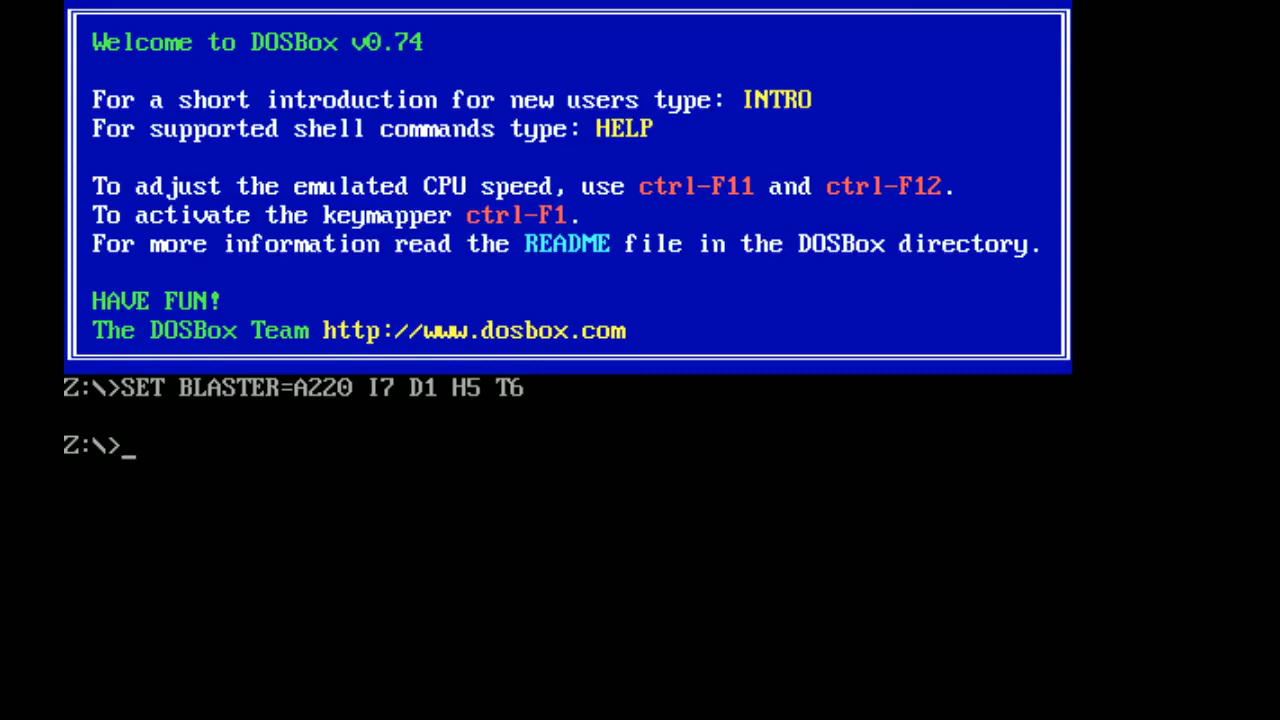 Welcome to DOSBox v0.74
For a short introduction for new users type: INTRO
For supported shell commands type: HELP
To adjust the emulated CPU speed, use ctrl-F11 and ctrl-F12.
To activate the keymapper ctrl-F1.
For more information read the README file in the DOSBox directory.
HAVE FUN!
The DOSBox Team http://www.dosbox.com
Z:\>SET BLASTER=A220 I7 D1 H5 T6
Z:\>_